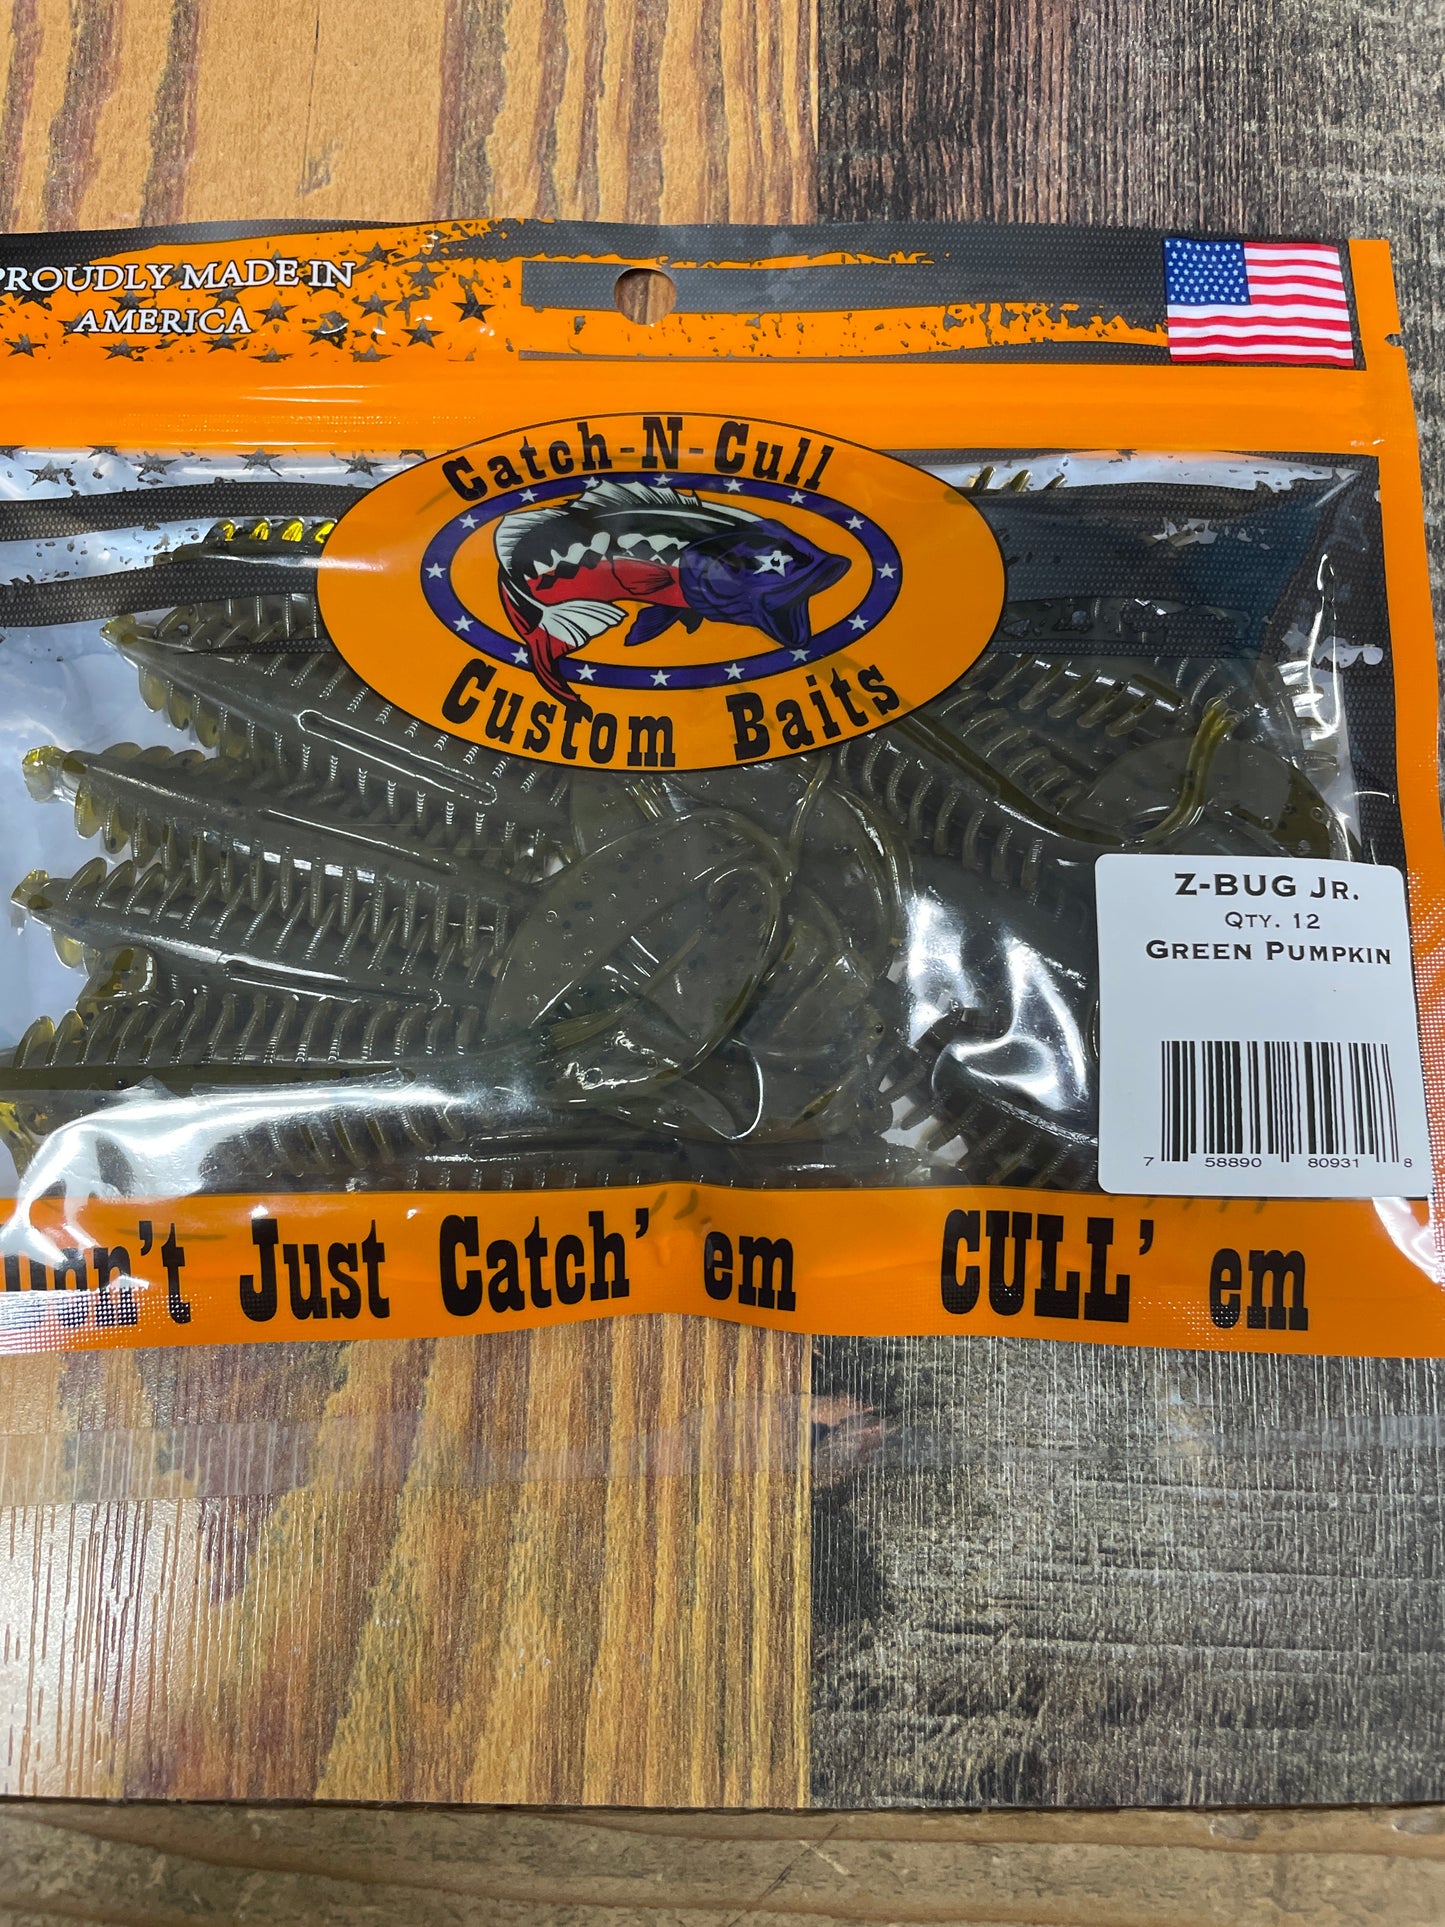 PROUDLY MADE IN
AMERICA
Catch-N-Cull
Custom Baits
Z-BUG JR.
QTY. 12
GREEN PUMPKIN
7 58890 80931 8
Don't Just Catch' em CULL' em